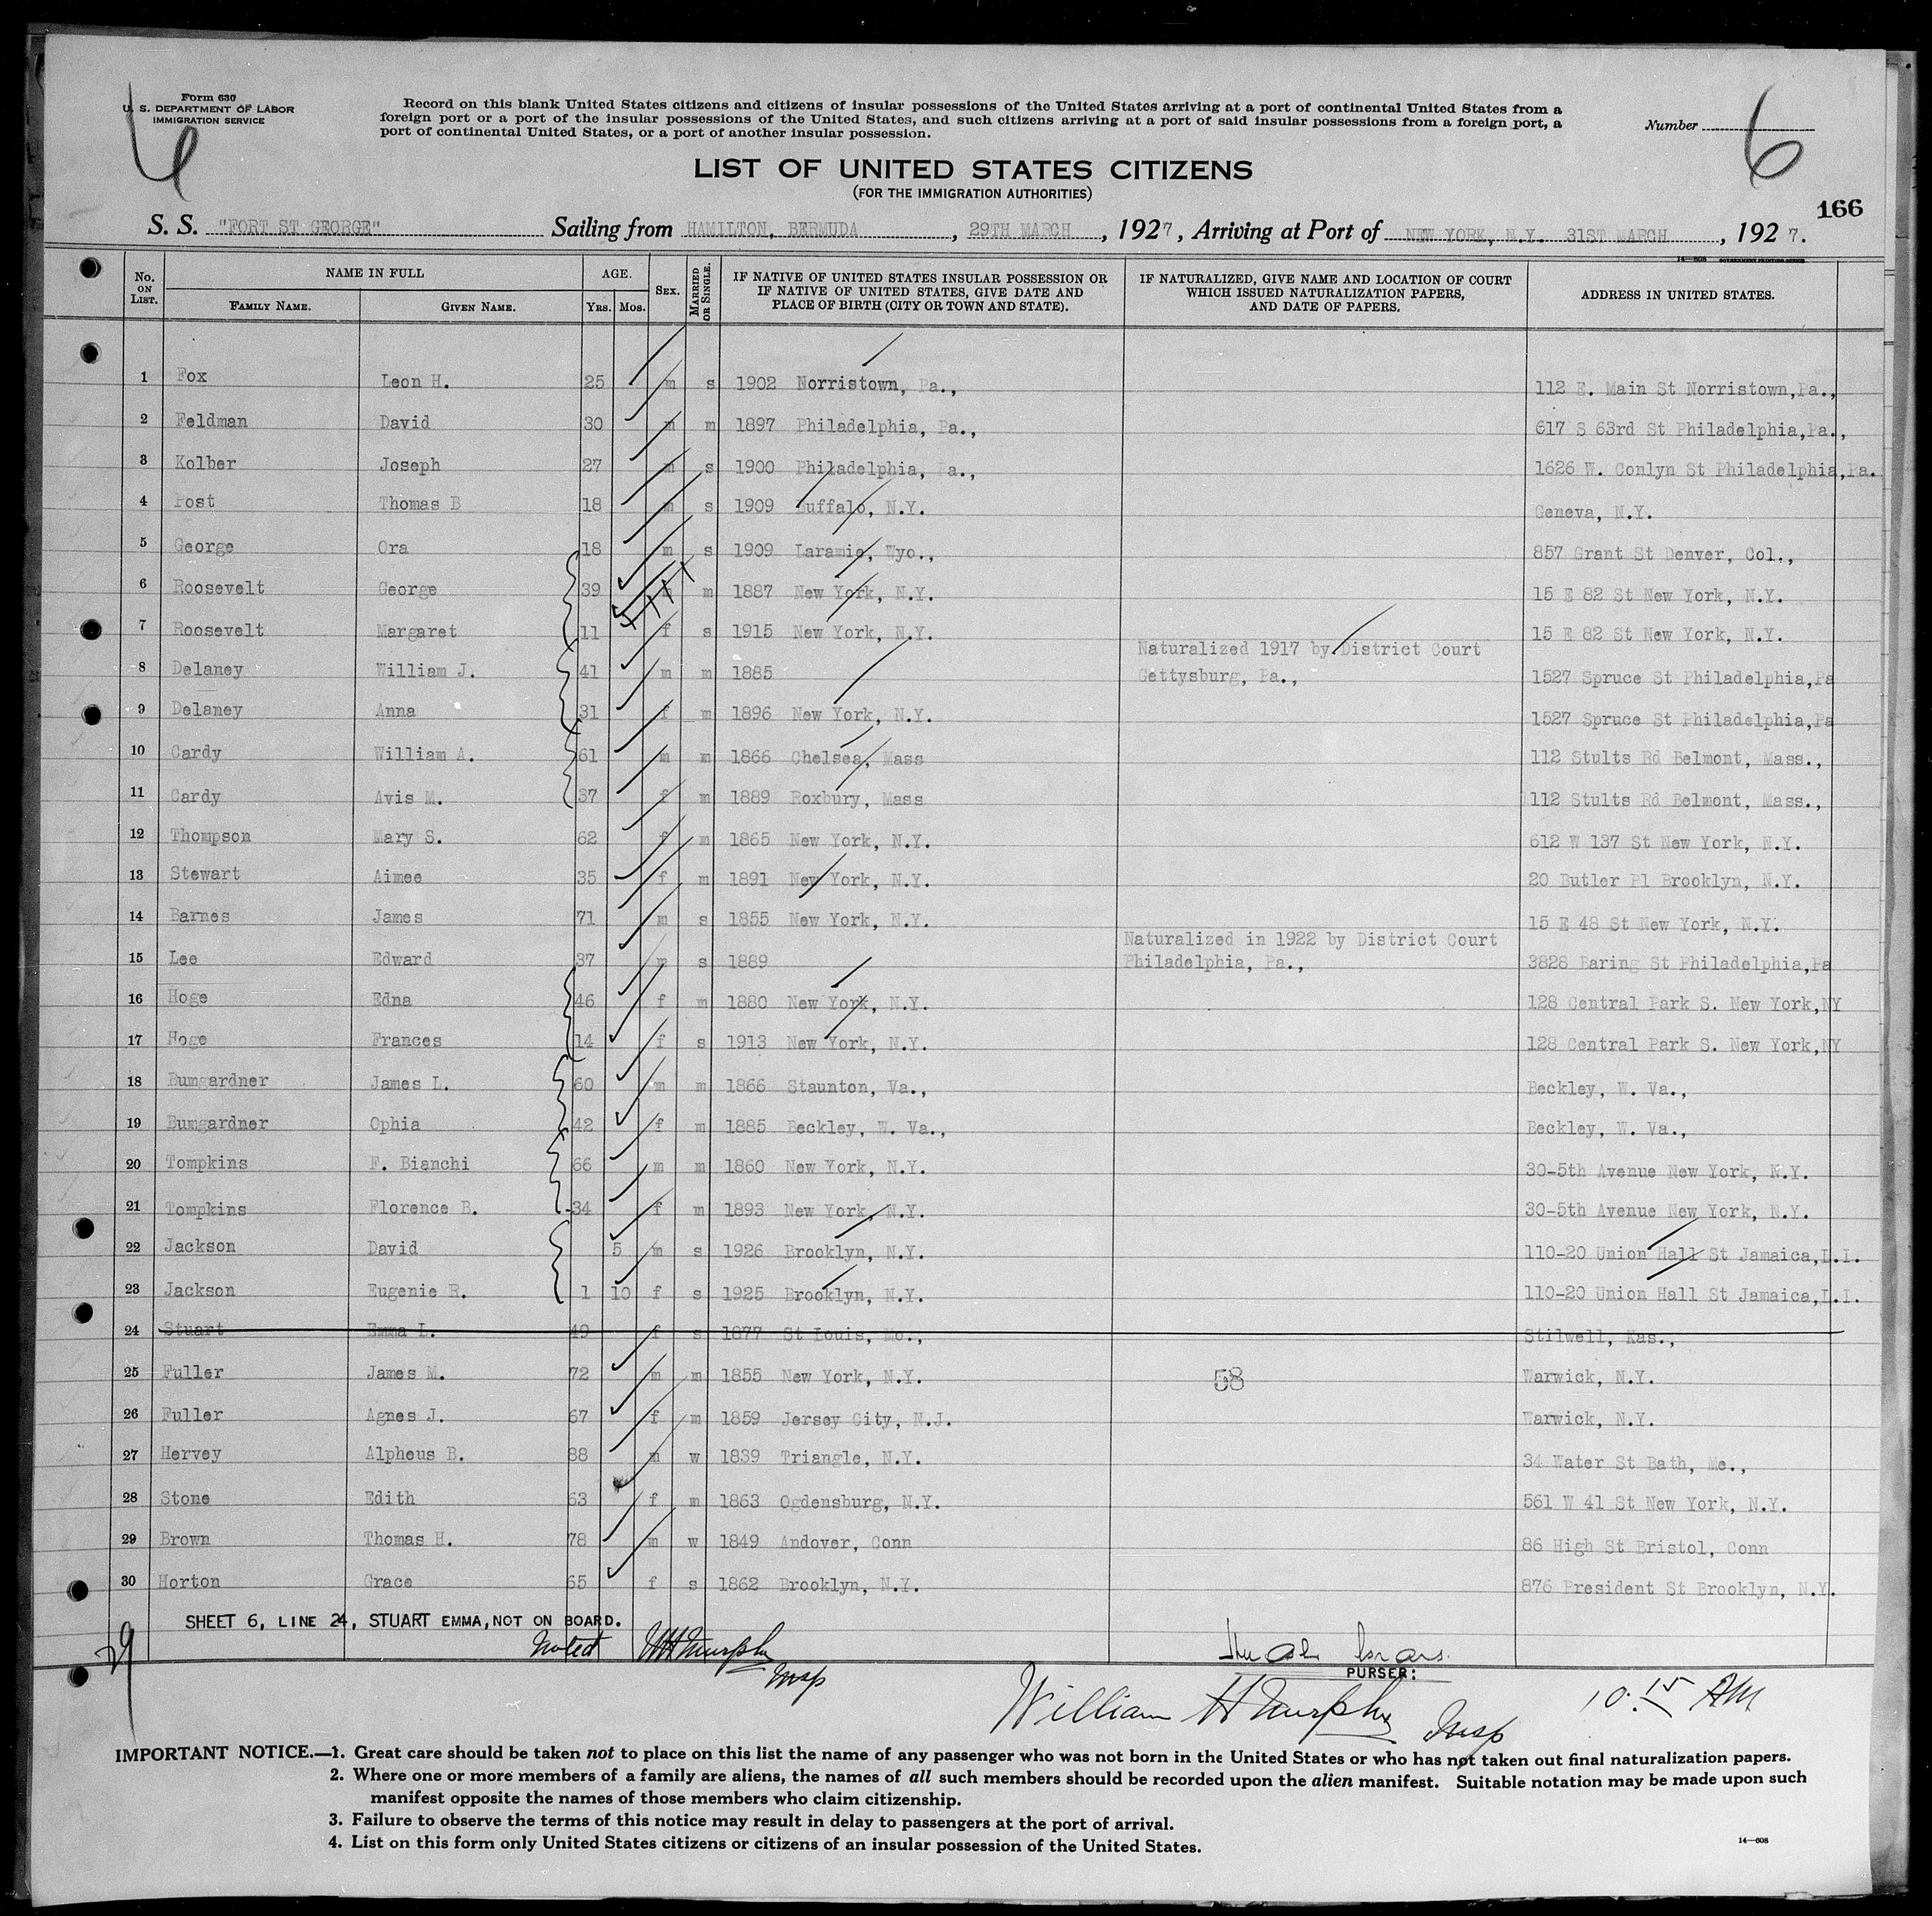 Form 630
U. S. DEPARTMENT OF LABOR
IMMIGRATION SERVICE
6
Record on this blank United States citizens and citizens of insular possessions of the United States arriving at a port of continental United States from a
foreign port or a port of the insular possessions of the United States, and such citizens arriving at a port of said insular possessions from a foreign port, a
port of continental United States, or a port of another insular possession.
Number 6
LIST OF UNITED STATES CITIZENS
(FOR THE IMMIGRATION AUTHORITIES)
166
S. S. "FORT ST GEORGE" Sailing from HAMILTON, BERMUDA, 29TH MARCH, 1927, Arriving at Port of NEW YORK, N.Y. 31ST MARCH, 1927.
14—608 GOVERNMENT PRINTING OFFICE
No. ON LIST. NAME IN FULL FAMILY NAME. GIVEN NAME. AGE. YRS. MOS. SEX. MARRIED OR SINGLE. IF NATIVE OF UNITED STATES INSULAR POSSESSION OR IF NATIVE OF UNITED STATES, GIVE DATE AND PLACE OF BIRTH (CITY OR TOWN AND STATE). IF NATURALIZED, GIVE NAME AND LOCATION OF COURT WHICH ISSUED NATURALIZATION PAPERS, AND DATE OF PAPERS. ADDRESS IN UNITED STATES.
1 Fox Leon H. 25 m s 1902 Norristown, Pa., 112 E. Main St Norristown,Pa.,
2 Feldman David 30 m m 1897 Philadelphia, Pa., 617 S 63rd St Philadelphia,Pa.,
3 Kolber Joseph 27 m s 1900 Philadelphia, Pa., 1626 W. Conlyn St Philadelphia,Pa.
4 Post Thomas B 18 m s 1909 Buffalo, N.Y. Geneva, N.Y.
5 George Ora 18 m s 1909 Laramie, Wyo., 857 Grant St Denver, Col.,
6 Roosevelt George 39 m m 1887 New York, N.Y. 15 E 82 St New York, N.Y.
7 Roosevelt Margaret 11 f s 1915 New York, N.Y. 15 E 82 St New York, N.Y.
8 Delaney William J. 41 m m 1885 Naturalized 1917 by District Court Gettysburg, Pa., 1527 Spruce St Philadelphia,Pa
9 Delaney Anna 31 f m 1896 New York, N.Y. 1527 Spruce St Philadelphia,Pa
10 Cardy William A. 61 m m 1866 Chelsea, Mass 112 Stults Rd Belmont, Mass.,
11 Cardy Avis M. 37 f m 1889 Roxbury, Mass 112 Stults Rd Belmont, Mass.,
12 Thompson Mary S. 62 f m 1865 New York, N.Y. 612 W 137 St New York, N.Y.
13 Stewart Aimee 35 f m 1891 New York, N.Y. 20 Butler Pl Brooklyn, N.Y.
14 Barnes James 71 m s 1855 New York, N.Y. 15 E 48 St New York, N.Y.
15 Lee Edward 37 m s 1889 Naturalized in 1922 by District Court Philadelphia, Pa., 3828 Baring St Philadelphia,Pa
16 Hoge Edna 46 f m 1880 New York, N.Y. 128 Central Park S. New York,NY
17 Hoge Frances 14 f s 1913 New York, N.Y. 128 Central Park S. New York,NY
18 Bumgardner James L. 60 m m 1866 Staunton, Va., Beckley, W. Va.,
19 Bumgardner Ophia 42 f m 1885 Beckley, W. Va., Beckley, W. Va.,
20 Tompkins F. Bianchi 66 m m 1860 New York, N.Y. 30-5th Avenue New York, N.Y.
21 Tompkins Florence B. 34 f m 1893 New York, N.Y. 30-5th Avenue New York, N.Y.
22 Jackson David 5 m s 1926 Brooklyn, N.Y. 110-20 Union Hall St Jamaica,L.I.
23 Jackson Eugenie R. 1 10 f s 1925 Brooklyn, N.Y. 110-20 Union Hall St Jamaica,L.I.
24 Stuart Emma L. 49 f s 1877 St Louis, Mo., Stilwell, Kas.,
25 Fuller James M. 72 m m 1855 New York, N.Y. 58 Warwick, N.Y.
26 Fuller Agnes J. 67 f m 1859 Jersey City, N.J. Warwick, N.Y.
27 Hervey Alpheus B. 88 m w 1839 Triangle, N.Y. 34 Water St Bath, Me.,
28 Stone Edith 63 f m 1863 Ogdensburg, N.Y. 561 W 41 St New York, N.Y.
29 Brown Thomas H. 78 m w 1849 Andover, Conn 86 High St Bristol, Conn
30 Horton Grace 65 f s 1862 Brooklyn, N.Y. 876 President St Brooklyn, N.Y.
SHEET 6, LINE 24, STUART EMMA, NOT ON BOARD.
29 Noted WHMurphy Insp
PURSER:
William H Murphy Insp 10.15 AM
IMPORTANT NOTICE.—1. Great care should be taken not to place on this list the name of any passenger who was not born in the United States or who has not taken out final naturalization papers.
2. Where one or more members of a family are aliens, the names of all such members should be recorded upon the alien manifest. Suitable notation may be made upon such
manifest opposite the names of those members who claim citizenship.
3. Failure to observe the terms of this notice may result in delay to passengers at the port of arrival.
4. List on this form only United States citizens or citizens of an insular possession of the United States.
14—608